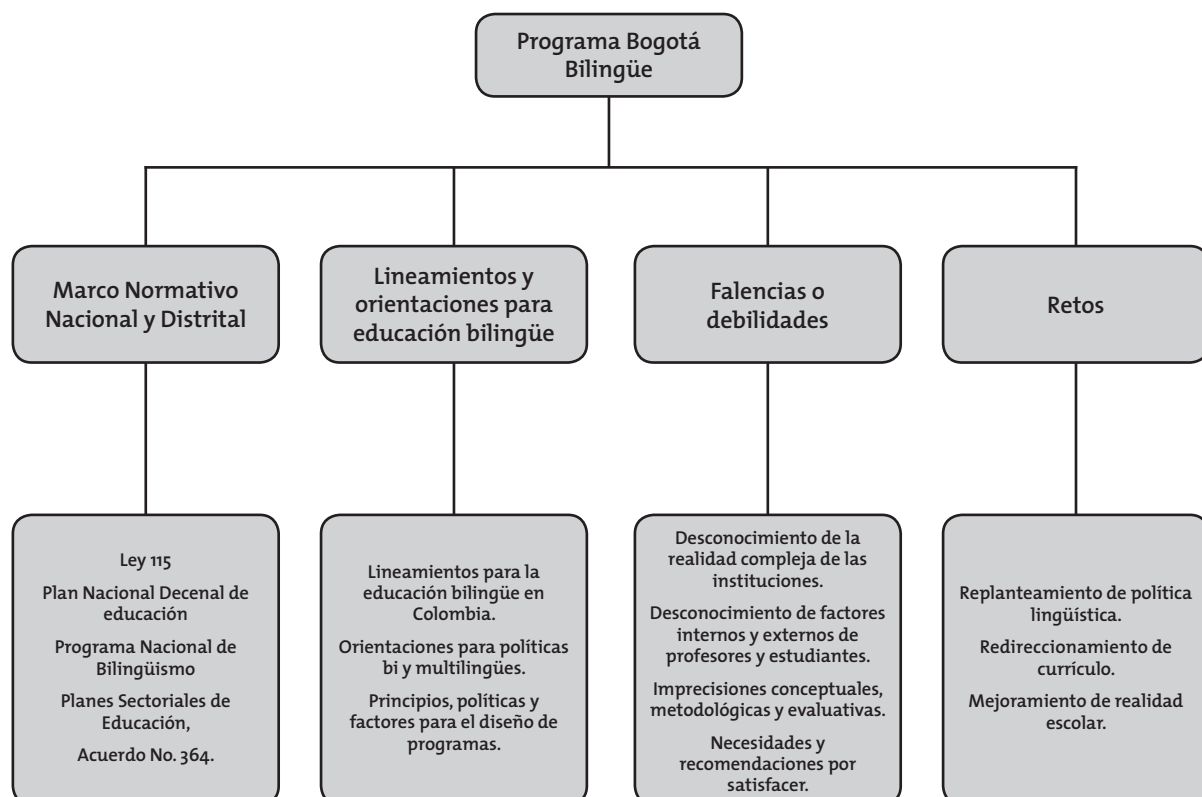 Programa Bogotá
Bilingüe
Marco Normativo
Nacional y Distrital
Lineamientos y
orientaciones para
educación bilingüe
Falencias o
debilidades
Retos
Ley 115
Plan Nacional Decenal de
educación
Programa Nacional de
Bilingüismo
Planes Sectoriales de
Educación,
Acuerdo No. 364.
Lineamientos para la
educación bilingüe en
Colombia.
Orientaciones para políticas
bi y multilingües.
Principios, políticas y
factores para el diseño de
programas.
Desconocimiento de la
realidad compleja de las
instituciones.
Desconocimiento de factores
internos y externos de
profesores y estudiantes.
Imprecisiones conceptuales,
metodológicas y evaluativas.
Necesidades y
recomendaciones por
satisfacer.
Replanteamiento de política
lingüística.
Redireccionamiento de
currículo.
Mejoramiento de realidad
escolar.